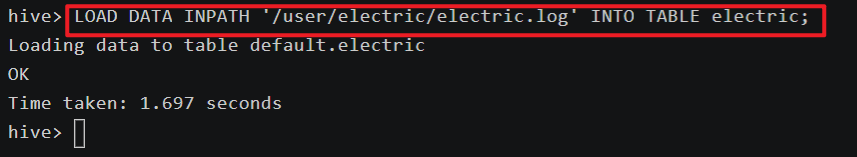 hive> LOAD DATA INPATH '/user/electric/electric.log' INTO TABLE electric;
Loading data to table default.electric
OK
Time taken: 1.697 seconds
hive>